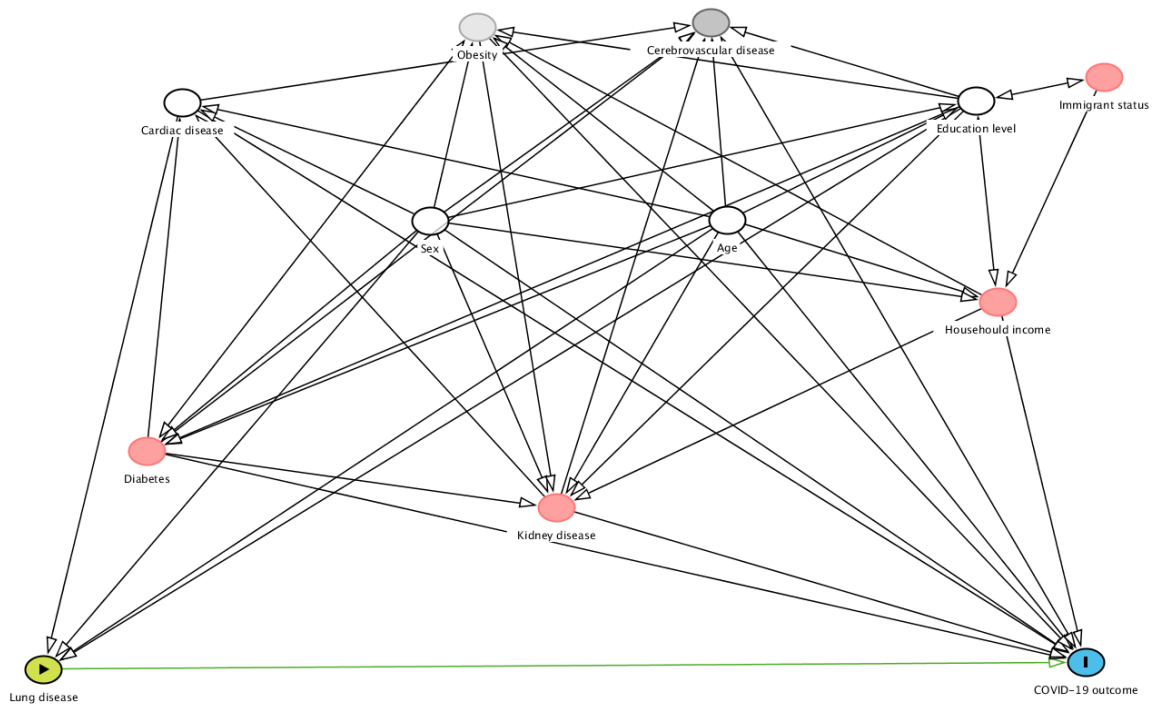 Obesity
Cerebrovascular disease
Immigrant status
Cardiac disease
Education level
Sex
Age
Househould income
Diabetes
Kidney disease
Lung disease
COVID-19 outcome